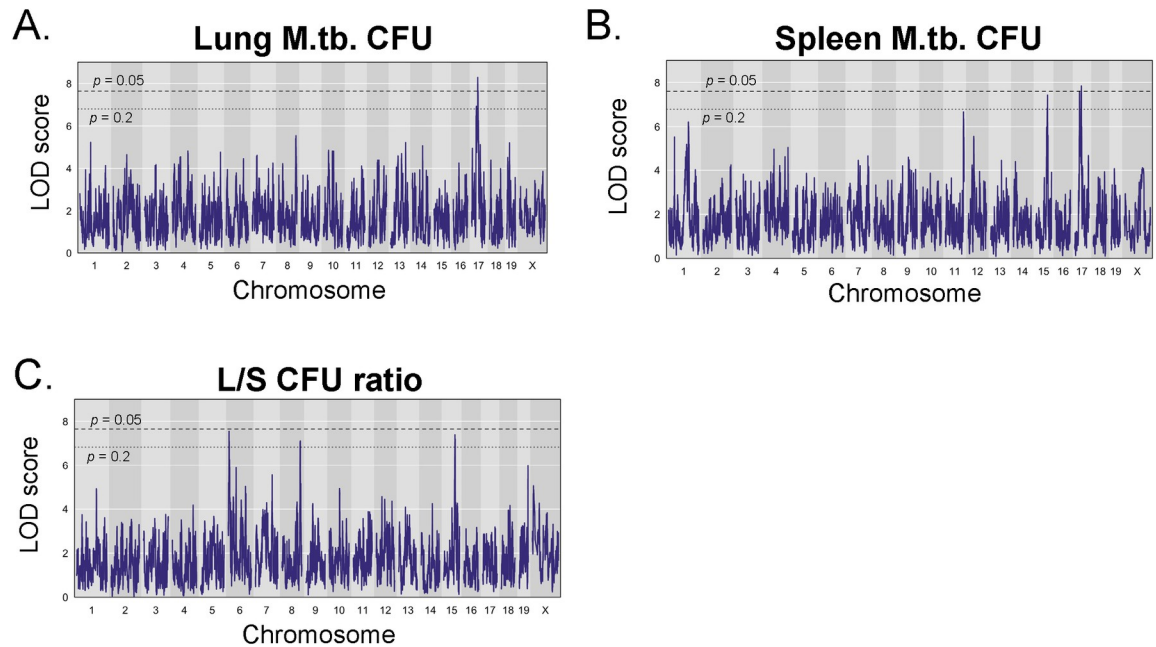 A.
Lung M.tb. CFU
LOD score
8
6
4
2
0
p = 0.05
p = 0.2
1 2 3 4 5 6 7 8 9 10 11 12 13 14 15 16 17 18 19 X
Chromosome
B.
Spleen M.tb. CFU
LOD score
8
6
4
2
0
p = 0.05
p = 0.2
1 2 3 4 5 6 7 8 9 10 11 12 13 14 15 16 17 18 19 X
Chromosome
C.
L/S CFU ratio
LOD score
8
6
4
2
0
p = 0.05
p = 0.2
1 2 3 4 5 6 7 8 9 10 11 12 13 14 15 16 17 18 19 X
Chromosome